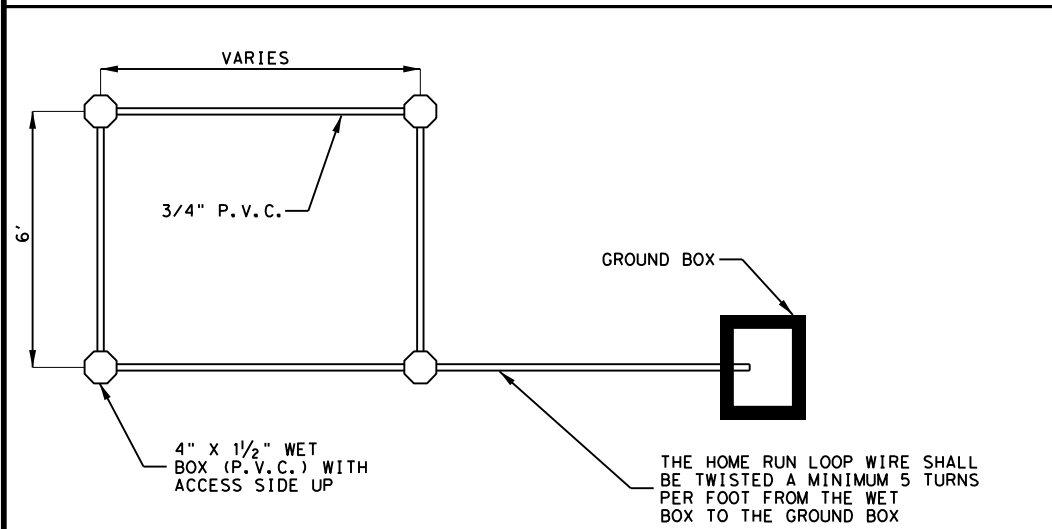 VARIES
3/4" P.V.C.
6'
GROUND BOX
4" X 1½" WET
BOX (P.V.C.) WITH
ACCESS SIDE UP
THE HOME RUN LOOP WIRE SHALL
BE TWISTED A MINIMUM 5 TURNS
PER FOOT FROM THE WET
BOX TO THE GROUND BOX